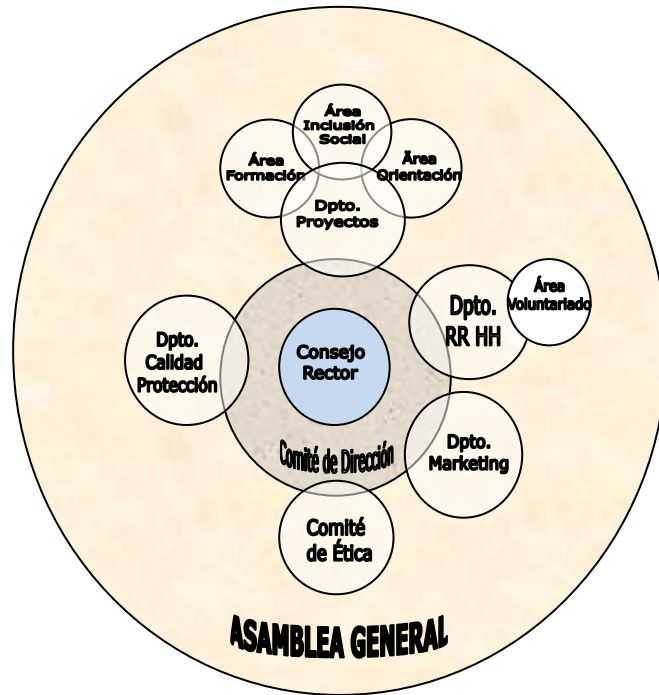 Área
Inclusión
Social
Área
Formación
Área
Orientación
Dpto.
Proyectos
Área
Voluntariado
Dpto.
RR HH
Dpto.
Calidad
Protección
Consejo
Rector
Dpto.
Marketing
Comité de Dirección
Comité
de Ética
ASAMBLEA GENERAL